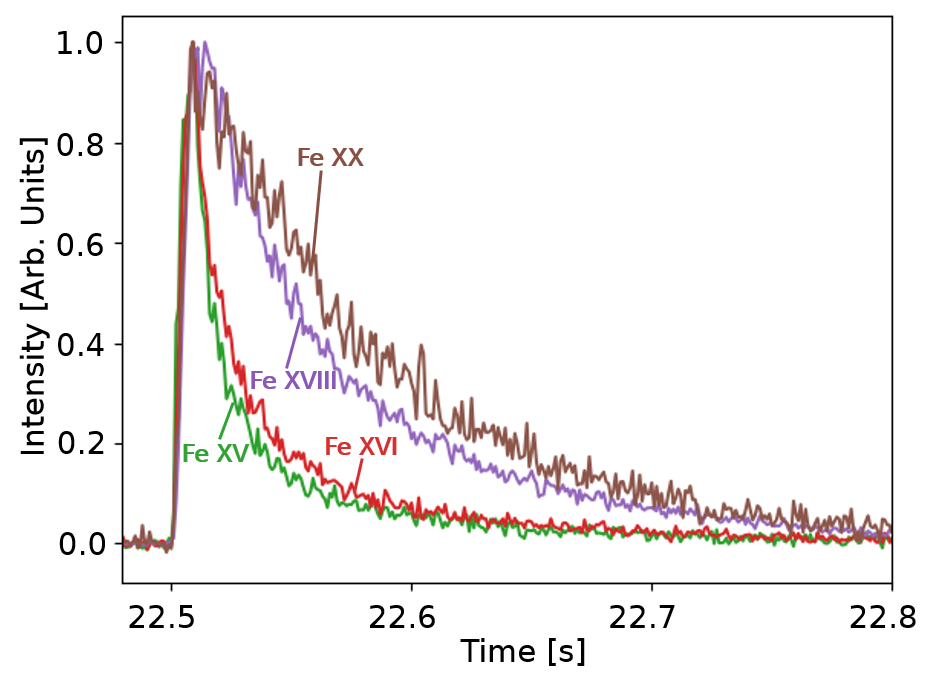 Intensity [Arb. Units]
1.0
0.8
0.6
0.4
0.2
0.0
Fe XX
Fe XVIII
Fe XV
Fe XVI
22.5
22.6
22.7
22.8
Time [s]